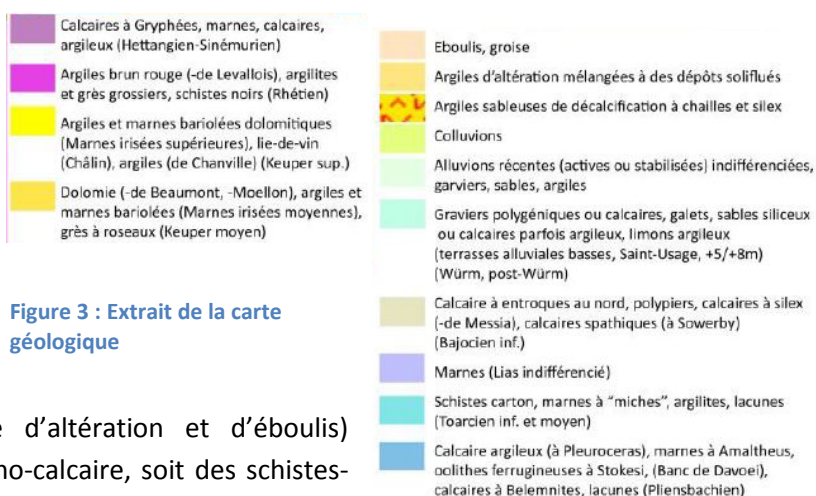 Calcaires à Gryphées, marnes, calcaires,
argileux (Hettangien-Sinémurien)
Argiles brun rouge (-de Levallois), argilites
et grès grossiers, schistes noirs (Rhétien)
Argiles et marnes bariolées dolomitiques
(Marnes irisées supérieures), lie-de-vin
(Châlin), argiles (de Chanville) (Keuper sup.)
Dolomie (-de Beaumont, -Moellon), argiles et
marnes bariolées (Marnes irisées moyennes),
grès à roseaux (Keuper moyen)
Figure 3 : Extrait de la carte
géologique
e d'altération et d'éboulis)
no-calcaire, soit des schistes-
Eboulis, groise
Argiles d'altération mélangées à des dépôts soliflués
Argiles sableuses de décalcification à chailles et silex
Colluvions
Alluvions récentes (actives ou stabilisées) indifférenciées,
garviers, sables, argiles
Graviers polygéniques ou calcaires, galets, sables siliceux
ou calcaires parfois argileux, limons argileux
(terrasses alluviales basses, Saint-Usage, +5/+8m)
(Würm, post-Würm)
Calcaire à entroques au nord, polypiers, calcaires à silex
(-de Messia), calcaires spathiques (à Sowerby)
(Bajocien inf.)
Marnes (Lias indifférencié)
Schistes carton, marnes à "miches", argilites, lacunes
(Toarcien inf. et moyen)
Calcaire argileux (à Pleuroceras), marnes à Amaltheus,
oolithes ferrugineuses à Stokesi, (Banc de Davoei),
calcaires à Belemnites, lacunes (Pliensbachien)